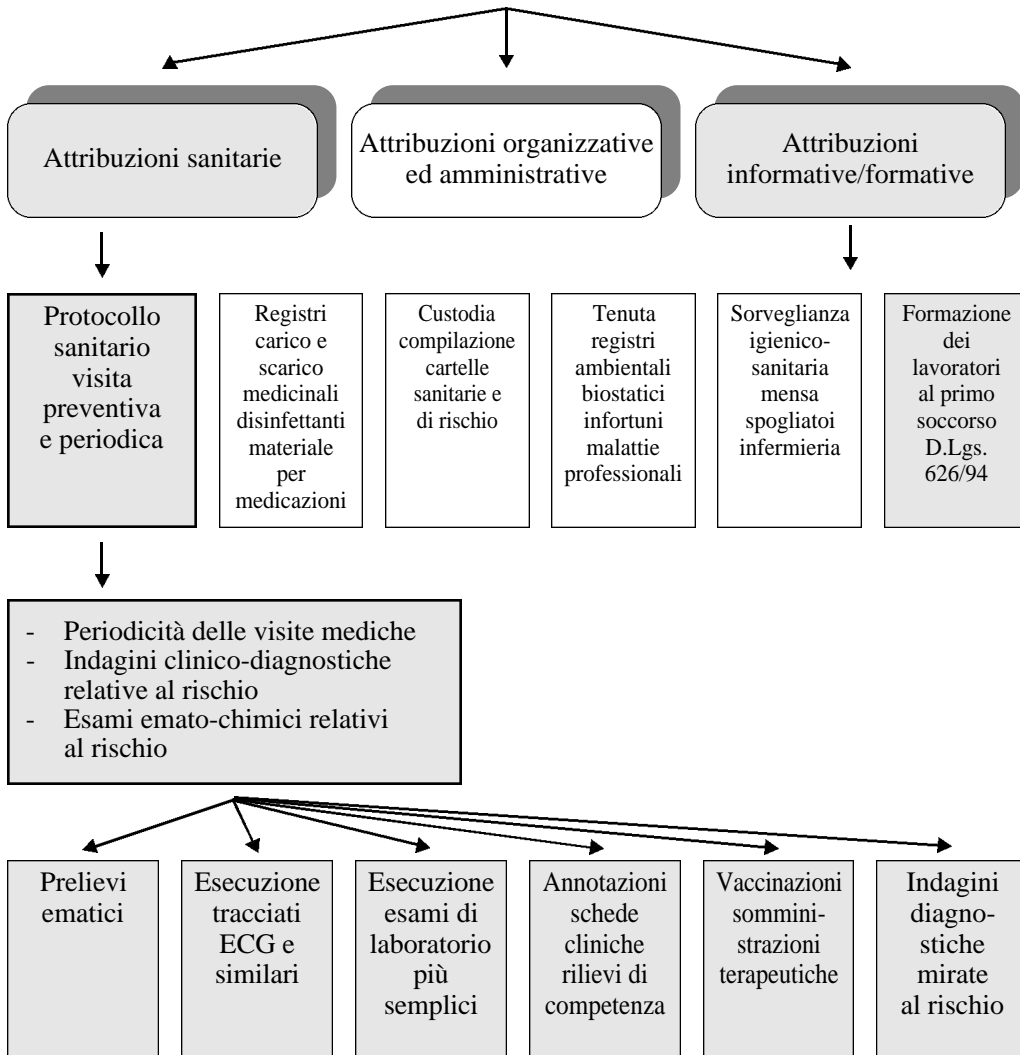 Attribuzioni sanitarie
Attribuzioni organizzative
ed amministrative
Attribuzioni
informative/formative
Protocollo
sanitario
visita
preventiva
e periodica
Registri
carico e
scarico
medicinali
disinfettanti
materiale
per
medicazioni
Custodia
compilazione
cartelle
sanitarie e
di rischio
Tenuta
registri
ambientali
biostatici
infortuni
malattie
professionali
Sorveglianza
igienico-
sanitaria
mensa
spogliatoi
infermieria
Formazione
dei
lavoratori
al primo
soccorso
D.Lgs.
626/94
- Periodicità delle visite mediche
- Indagini clinico-diagnostiche
relative al rischio
- Esami emato-chimici relativi
al rischio
Prelievi
ematici
Esecuzione
tracciati
ECG e
similari
Esecuzione
esami di
laboratorio
più
semplici
Annotazioni
schede
cliniche
rilievi di
competenza
Vaccinazioni
sommini-
strazioni
terapeutiche
Indagini
diagno-
stiche
mirate
al rischio